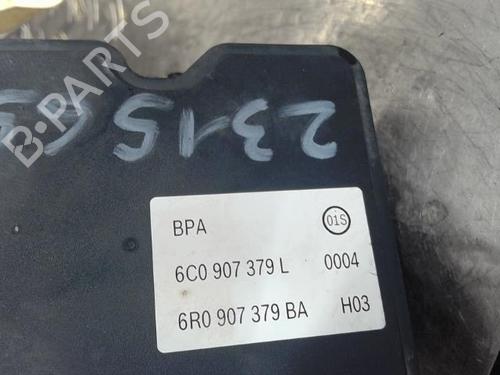 B-PARTS
2315
BPA 01S
6C0 907 379 L 0004
6R0 907 379 BA H03